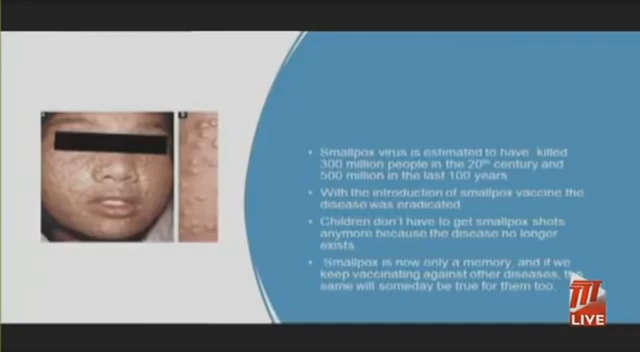 • Smallpox virus is estimated to have killed
300 million people in the 20th century and
500 million in the last 100 years
• With the introduction of smallpox vaccine the
disease was eradicated
• Children don't have to get smallpox shots
anymore because the disease no longer
exists.
• Smallpox is now only a memory, and if we
keep vaccinating against other diseases, the
same will someday be true for them too.
LIVE